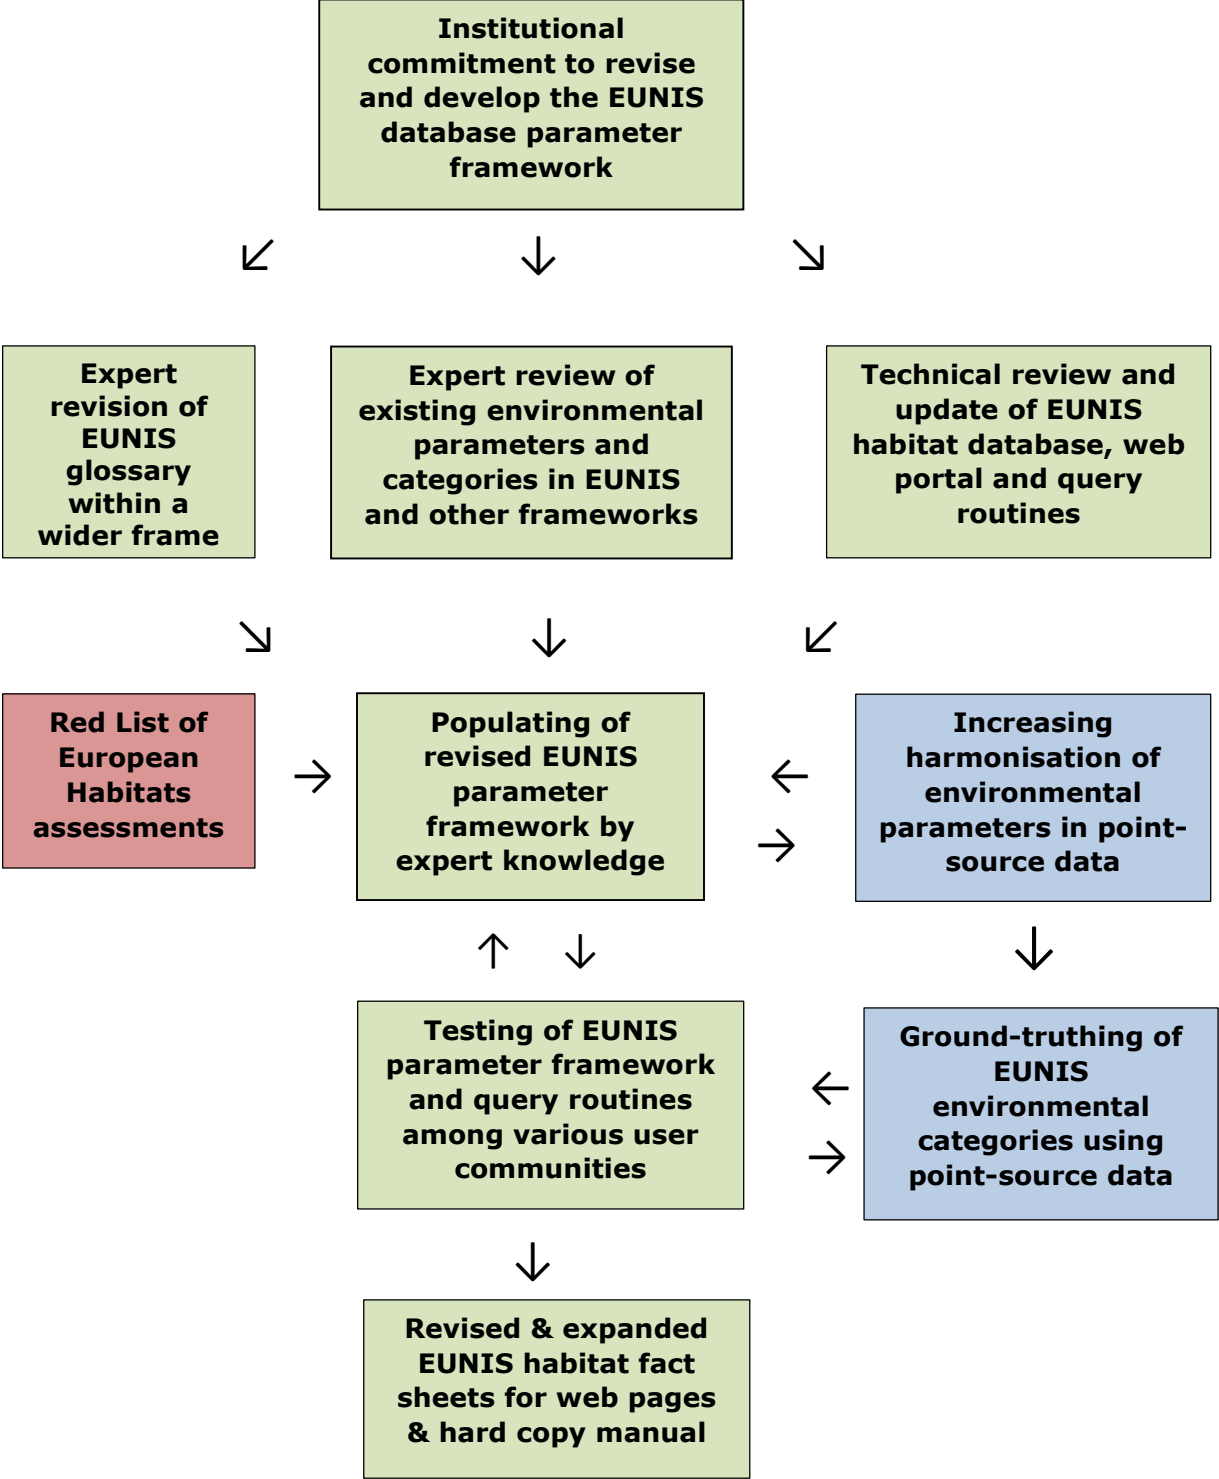 Institutional
commitment to revise
and develop the EUNIS
database parameter
framework
Expert
revision of
EUNIS
glossary
within a
wider frame
Expert review of
existing environmental
parameters and
categories in EUNIS
and other frameworks
Technical review and
update of EUNIS
habitat database, web
portal and query
routines
Red List of
European
Habitats
assessments
Populating of
revised EUNIS
parameter
framework by
expert knowledge
Increasing
harmonisation of
environmental
parameters in point-
source data
Testing of EUNIS
parameter framework
and query routines
among various user
communities
Ground-truthing of
EUNIS
environmental
categories using
point-source data
Revised & expanded
EUNIS habitat fact
sheets for web pages
& hard copy manual